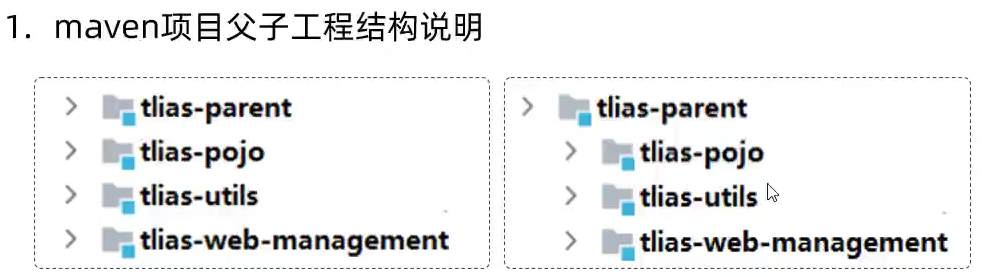 1. maven项目父子工程结构说明
tlias-parent
tlias-pojo
tlias-utils
tlias-web-management
tlias-parent
tlias-pojo
tlias-utils
tlias-web-management